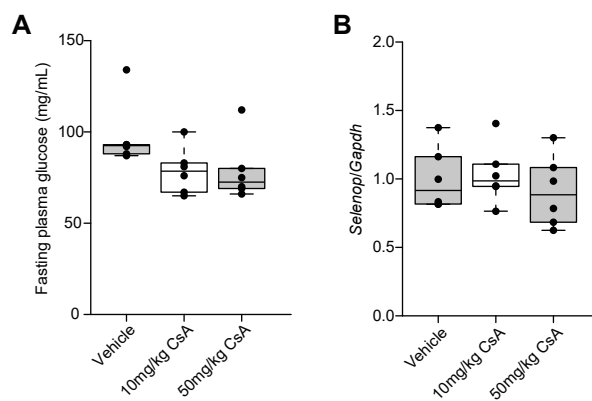 A
Fasting plasma glucose (mg/mL)
150
100
50
0
Vehicle
10mg/kg CsA
50mg/kg CsA
B
Selenop/Gapdh
2.0
1.5
1.0
0.5
0.0
Vehicle
10mg/kg CsA
50mg/kg CsA